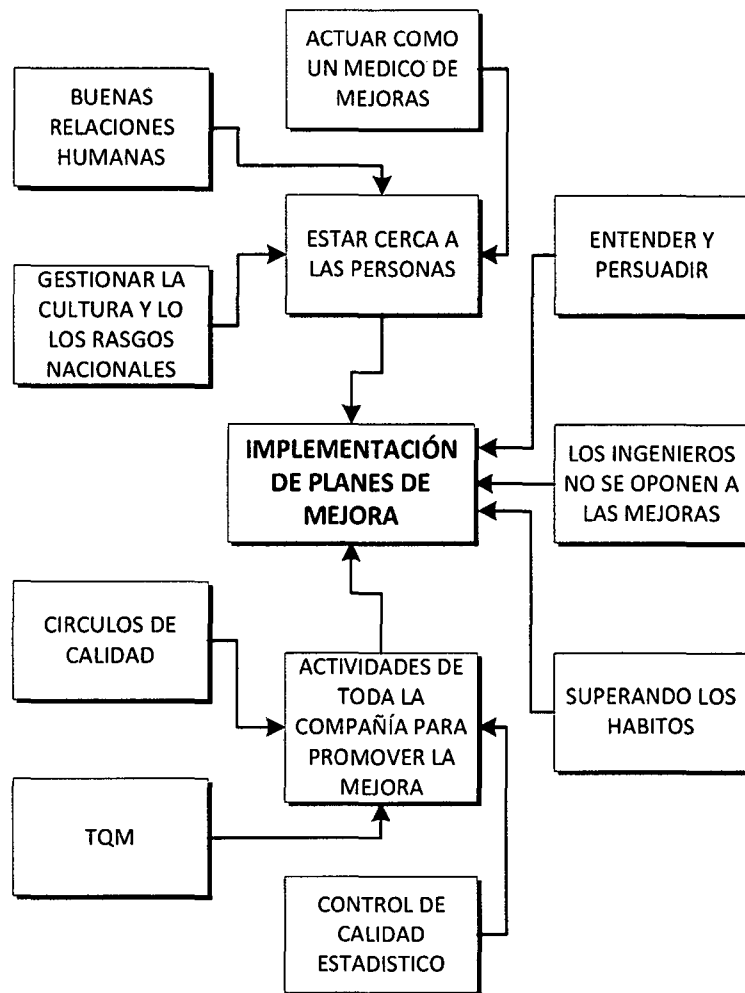 ACTUAR COMO
UN MEDICO DE
MEJORAS
BUENAS
RELACIONES
HUMANAS
ESTAR CERCA A
LAS PERSONAS
ENTENDER Y
PERSUADIR
GESTIONAR LA
CULTURA Y LO
LOS RASGOS
NACIONALES
IMPLEMENTACIÓN
DE PLANES DE
MEJORA
LOS INGENIEROS
NO SE OPONEN A
LAS MEJORAS
CIRCULOS DE
CALIDAD
ACTIVIDADES DE
TODA LA
COMPAÑÍA PARA
PROMOVER LA
MEJORA
SUPERANDO LOS
HABITOS
TQM
CONTROL DE
CALIDAD
ESTADISTICO